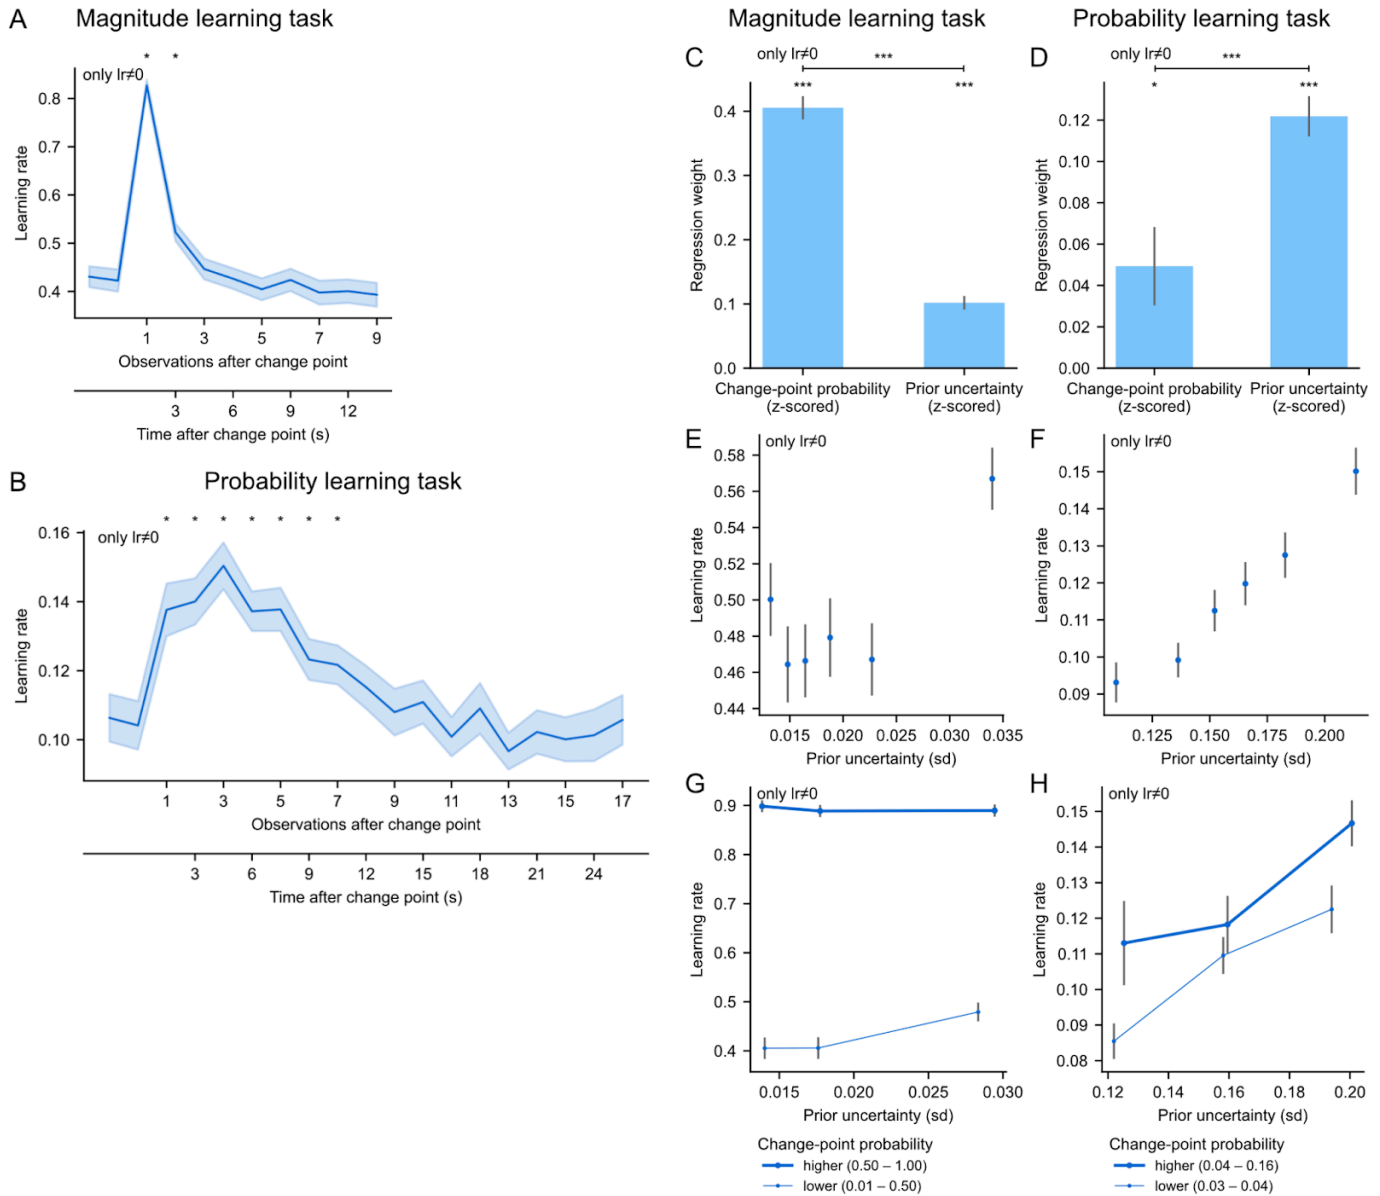 A
Magnitude learning task
* *
only lr≠0
Learning rate
0.8
0.7
0.6
0.5
0.4
1 3 5 7 9
Observations after change point
3 6 9 12
Time after change point (s)
B
Probability learning task
* * * * * * *
only lr≠0
Learning rate
0.16
0.14
0.12
0.10
1 3 5 7 9 11 13 15 17
Observations after change point
3 6 9 12 15 18 21 24
Time after change point (s)
Magnitude learning task
C
only lr≠0
***
*** ***
Regression weight
0.4
0.3
0.2
0.1
0.0
Change-point probability
(z-scored)
Prior uncertainty
(z-scored)
Probability learning task
D
only lr≠0
***
* ***
Regression weight
0.12
0.10
0.08
0.06
0.04
0.02
0.00
Change-point probability
(z-scored)
Prior uncertainty
(z-scored)
E
only lr≠0
Learning rate
0.58
0.56
0.54
0.52
0.50
0.48
0.46
0.44
0.015 0.020 0.025 0.030 0.035
Prior uncertainty (sd)
F
only lr≠0
Learning rate
0.15
0.14
0.13
0.12
0.11
0.10
0.09
0.125 0.150 0.175 0.200
Prior uncertainty (sd)
G
only lr≠0
Learning rate
0.9
0.8
0.7
0.6
0.5
0.4
0.015 0.020 0.025 0.030
Prior uncertainty (sd)
Change-point probability
higher (0.50 – 1.00)
lower (0.01 – 0.50)
H
only lr≠0
Learning rate
0.15
0.14
0.13
0.12
0.11
0.10
0.09
0.08
0.12 0.14 0.16 0.18 0.20
Prior uncertainty (sd)
Change-point probability
higher (0.04 – 0.16)
lower (0.03 – 0.04)